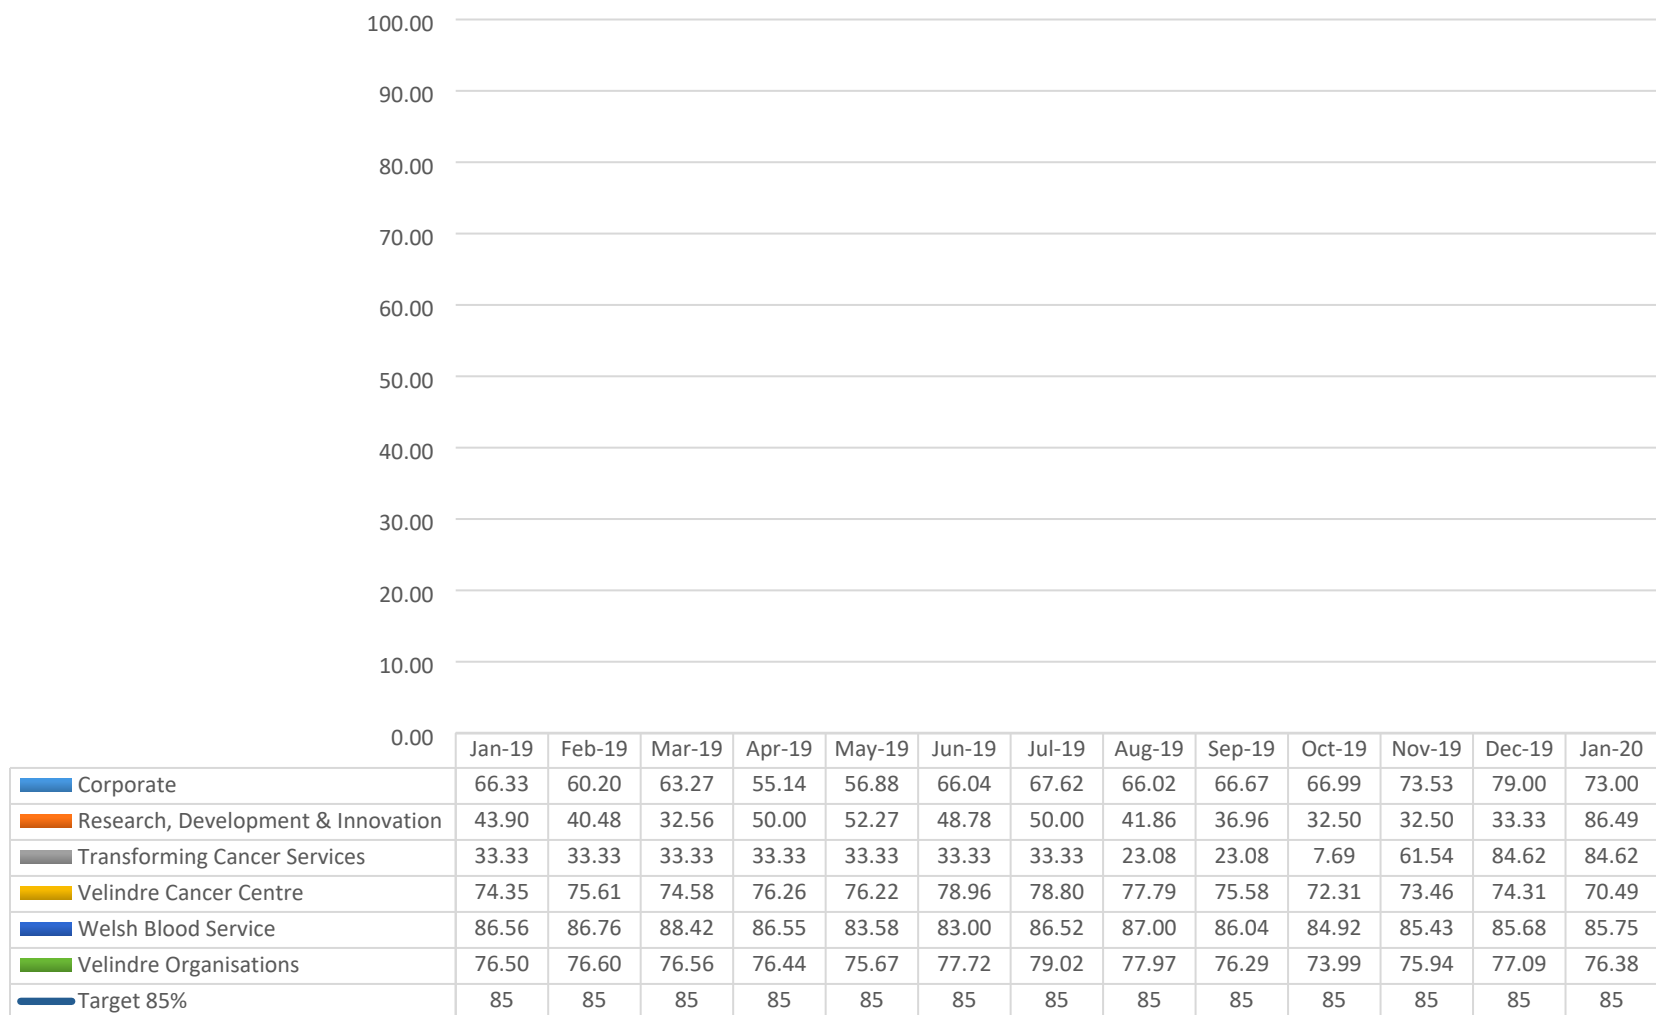 100.00
90.00
80.00
70.00
60.00
50.00
40.00
30.00
20.00
10.00
0.00
Jan-19 Feb-19 Mar-19 Apr-19 May-19 Jun-19 Jul-19 Aug-19 Sep-19 Oct-19 Nov-19 Dec-19 Jan-20
Corporate 66.33 60.20 63.27 55.14 56.88 66.04 67.62 66.02 66.67 66.99 73.53 79.00 73.00
Research, Development & Innovation 43.90 40.48 32.56 50.00 52.27 48.78 50.00 41.86 36.96 32.50 32.50 33.33 86.49
Transforming Cancer Services 33.33 33.33 33.33 33.33 33.33 33.33 33.33 23.08 23.08 7.69 61.54 84.62 84.62
Velindre Cancer Centre 74.35 75.61 74.58 76.26 76.22 78.96 78.80 77.79 75.58 72.31 73.46 74.31 70.49
Welsh Blood Service 86.56 86.76 88.42 86.55 83.58 83.00 86.52 87.00 86.04 84.92 85.43 85.68 85.75
Velindre Organisations 76.50 76.60 76.56 76.44 75.67 77.72 79.02 77.97 76.29 73.99 75.94 77.09 76.38
Target 85% 85 85 85 85 85 85 85 85 85 85 85 85 85